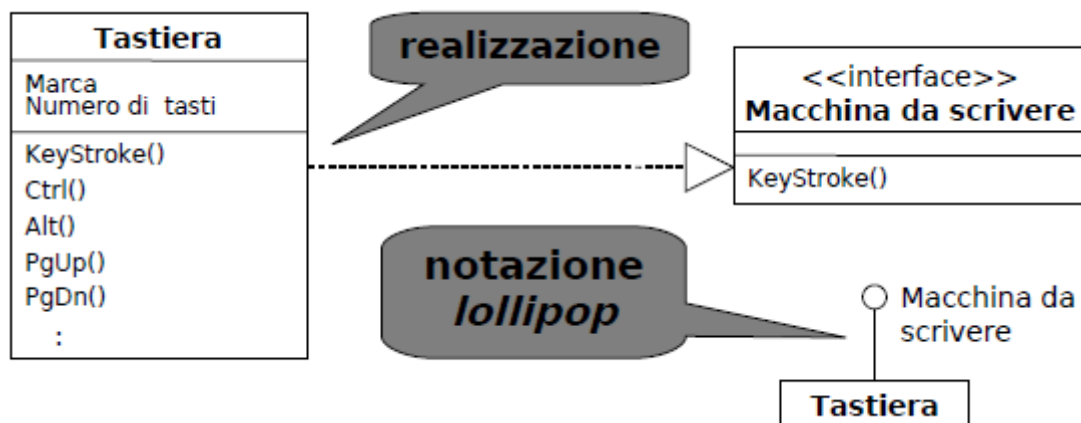 Tastiera
Marca
Numero di tasti
KeyStroke()
Ctrl()
Alt()
PgUp()
PgDn()
:
realizzazione
<<interface>>
Macchina da scrivere
KeyStroke()
notazione
lollipop
Macchina da
scrivere
Tastiera